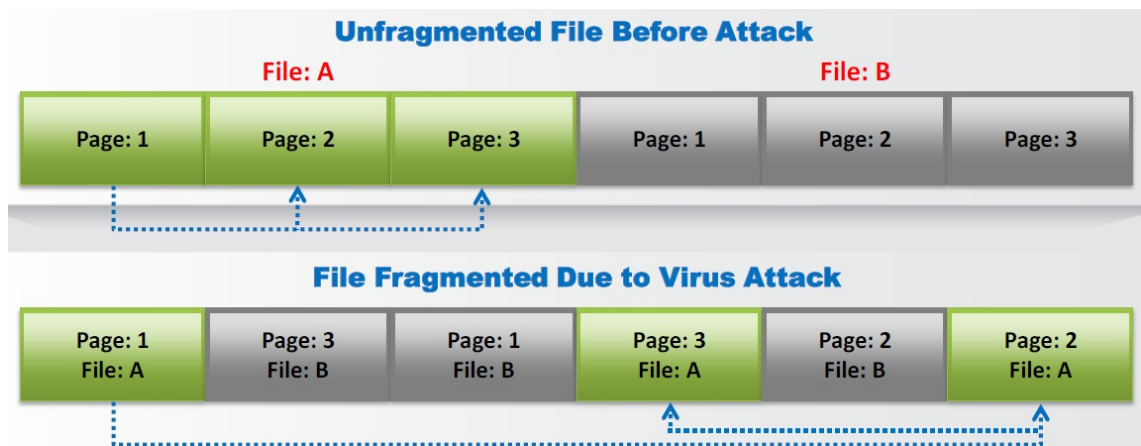 Unfragmented File Before Attack
File: A
File: B
Page: 1
Page: 2
Page: 3
Page: 1
Page: 2
Page: 3
File Fragmented Due to Virus Attack
Page: 1
File: A
Page: 3
File: B
Page: 1
File: B
Page: 3
File: A
Page: 2
File: B
Page: 2
File: A